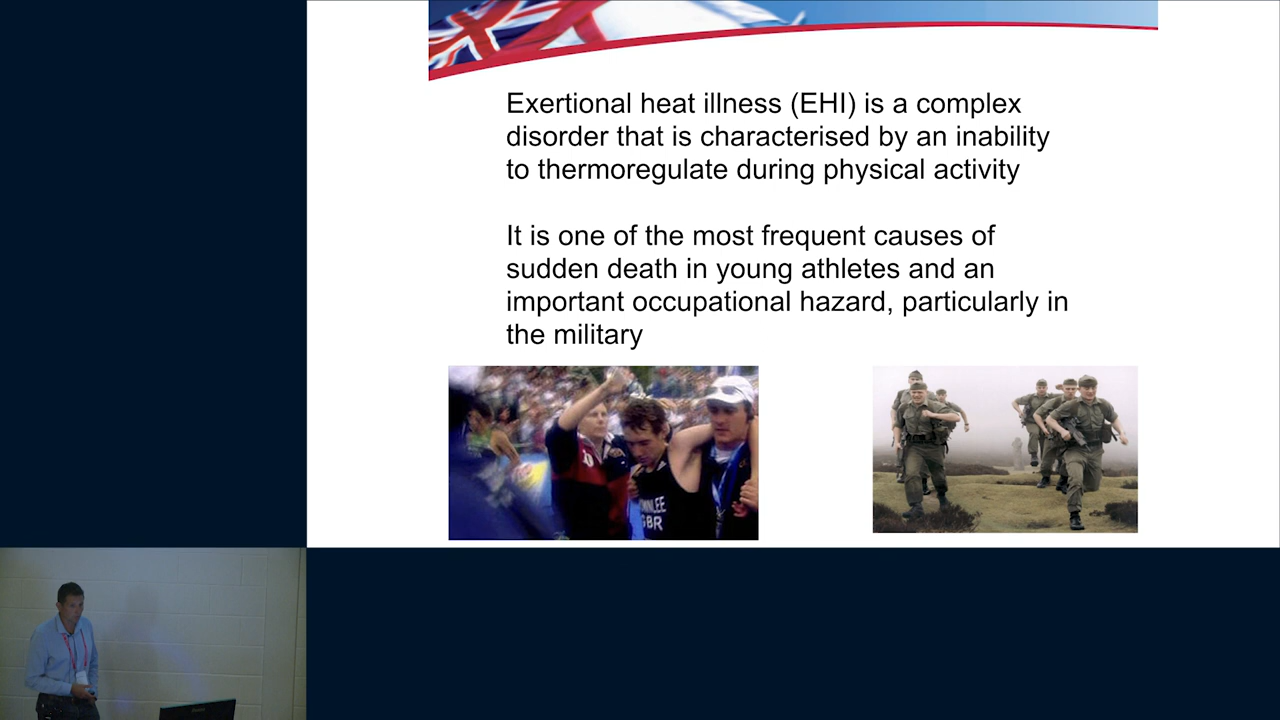 Exertional heat illness (EHI) is a complex
disorder that is characterised by an inability
to thermoregulate during physical activity
It is one of the most frequent causes of
sudden death in young athletes and an
important occupational hazard, particularly in
the military
GBR